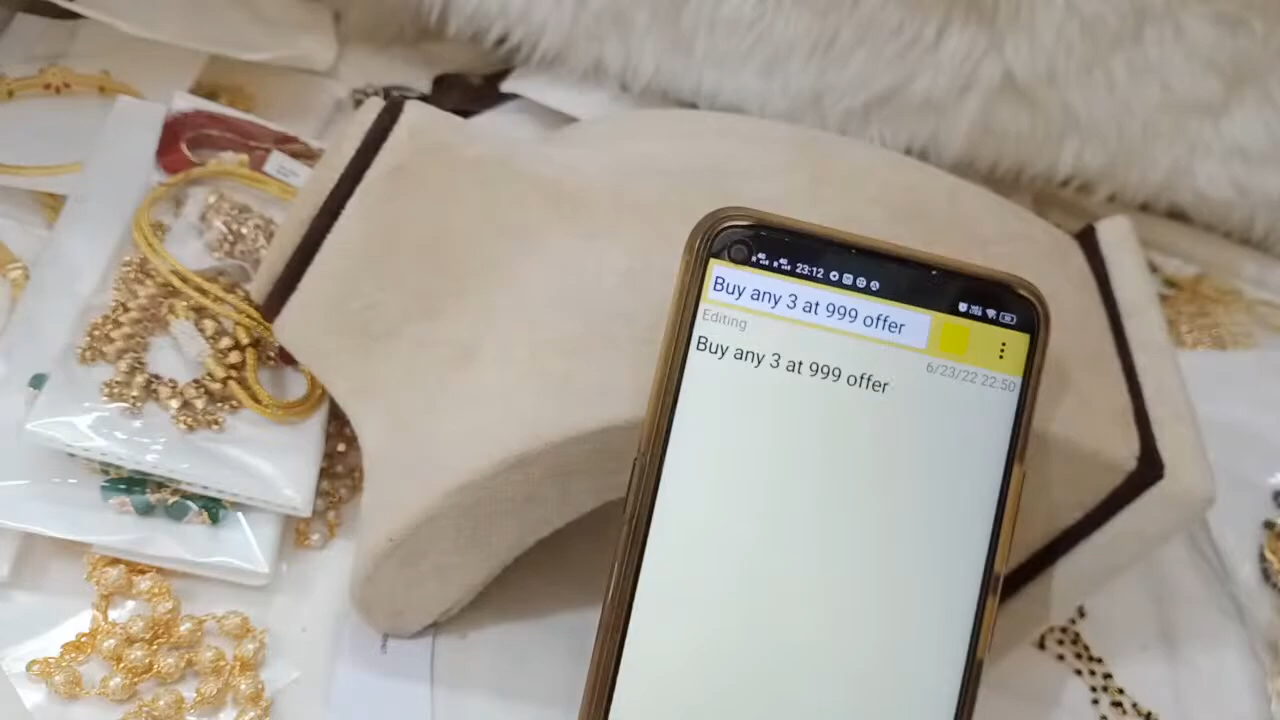 23:12
Buy any 3 at 999 offer
Editing
6/23/22 22:50
Buy any 3 at 999 offer